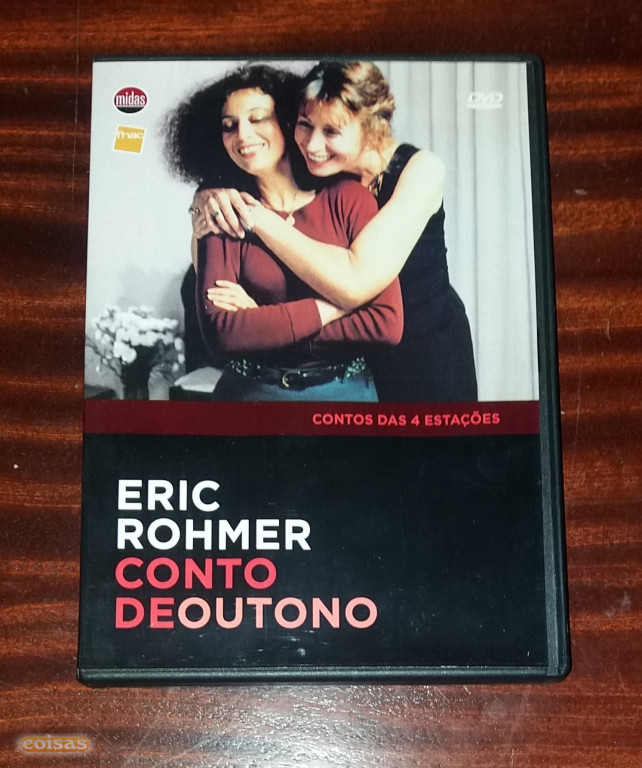 midas
fnac
DVD
CONTOS DAS 4 ESTAÇÕES
ERIC
ROHMER
CONTO
DEOUTONO
coisas